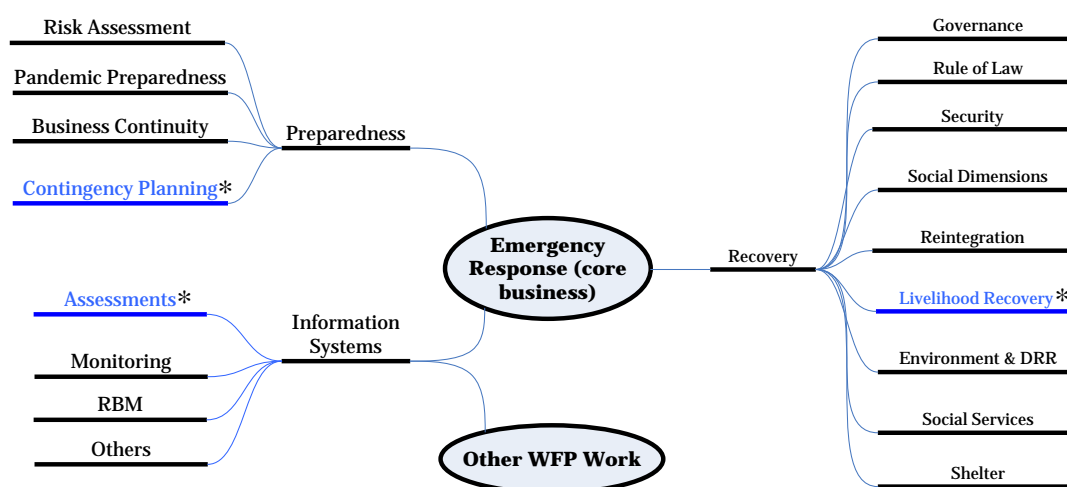 Risk Assessment
Pandemic Preparedness
Business Continuity
Contingency Planning*
Preparedness
Assessments*
Monitoring
RBM
Others
Information
Systems
Emergency
Response (core
business)
Other WFP Work
Recovery
Governance
Rule of Law
Security
Social Dimensions
Reintegration
Livelihood Recovery*
Environment & DRR
Social Services
Shelter